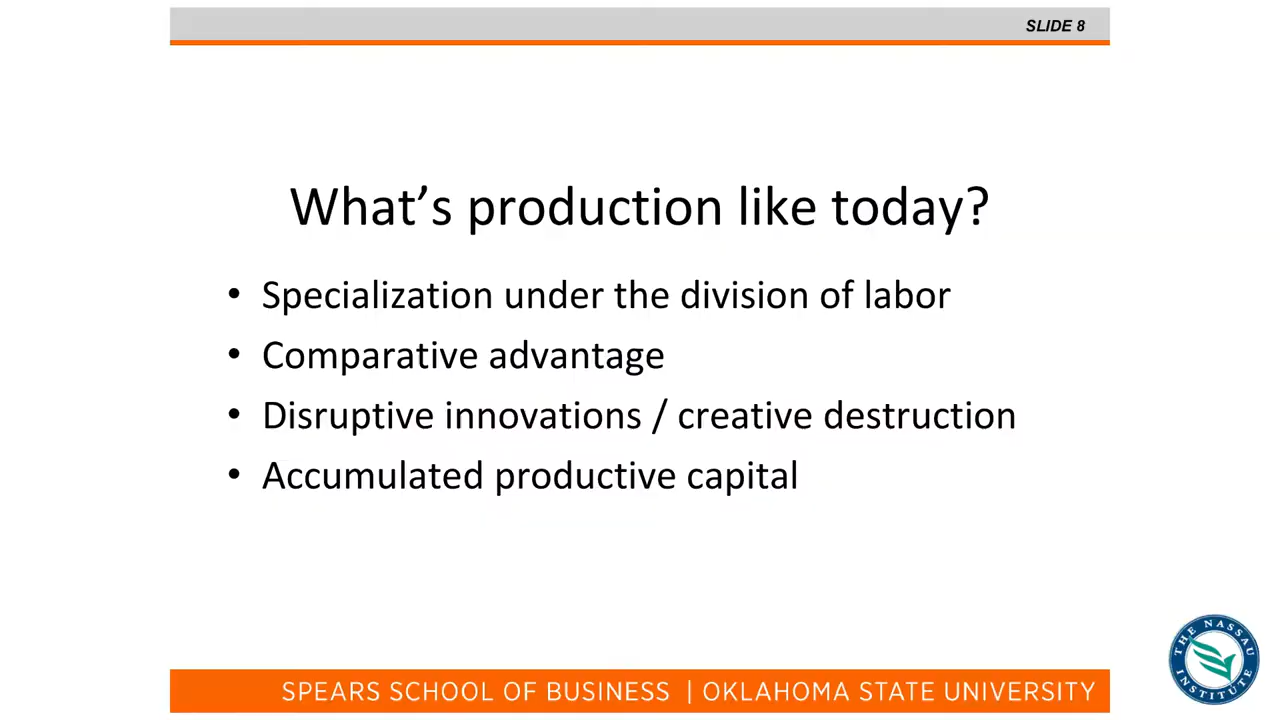 SLIDE 8
What’s production like today?
• Specialization under the division of labor
• Comparative advantage
• Disruptive innovations / creative destruction
• Accumulated productive capital
THE NASSAU INSTITUTE
SPEARS SCHOOL OF BUSINESS | OKLAHOMA STATE UNIVERSITY